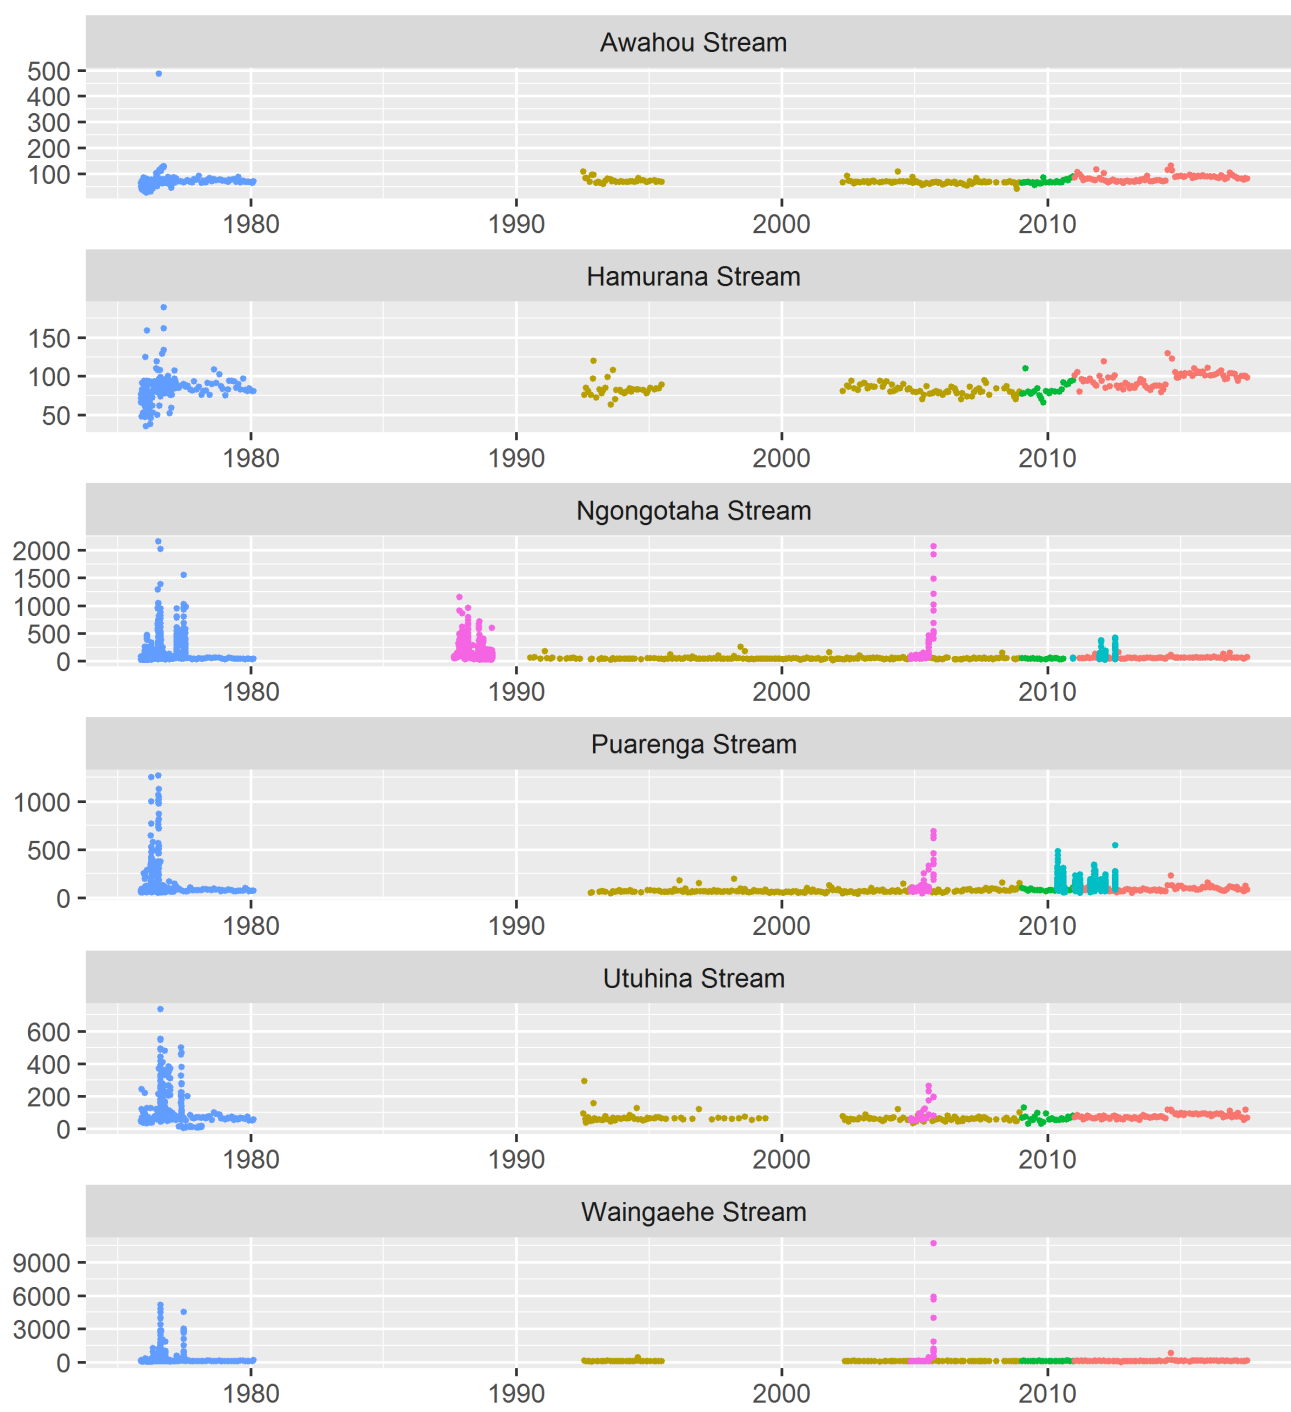 Awahou Stream
500
400
300
200
100
1980 1990 2000 2010
Hamurana Stream
150
100
50
1980 1990 2000 2010
Ngongotaha Stream
2000
1500
1000
500
0
1980 1990 2000 2010
Puarenga Stream
1000
500
0
1980 1990 2000 2010
Utuhina Stream
600
400
200
0
1980 1990 2000 2010
Waingaehe Stream
9000
6000
3000
0
1980 1990 2000 2010